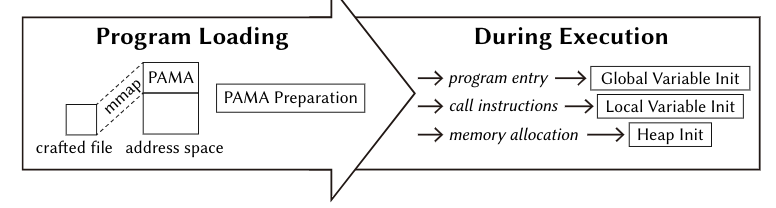 Program Loading
PAMA
mmap
PAMA Preparation
crafted file address space
During Execution
program entry Global Variable Init
call instructions Local Variable Init
memory allocation Heap Init